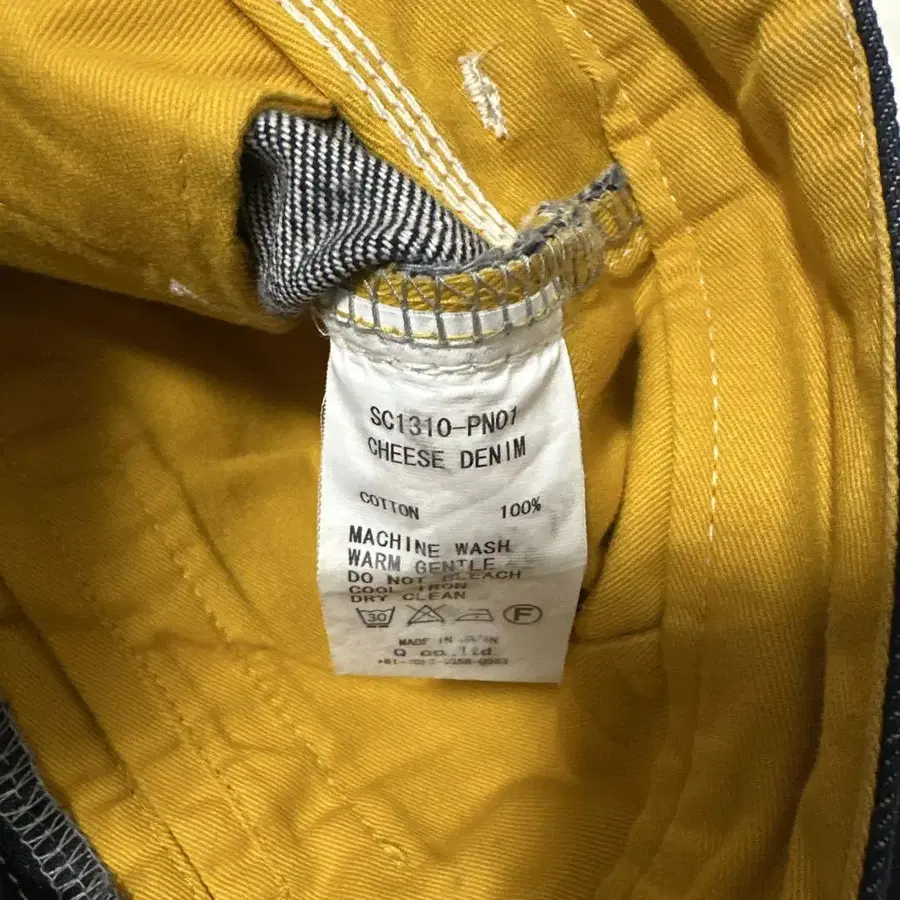 SC1310-PN01
CHEESE DENIM
COTTON 100%
MACHINE WASH
WARM GENTLE
DO NOT BLEACH
COOL IRON
DRY CLEAN
30 F
MADE IN JAPAN
Q co.,ltd.